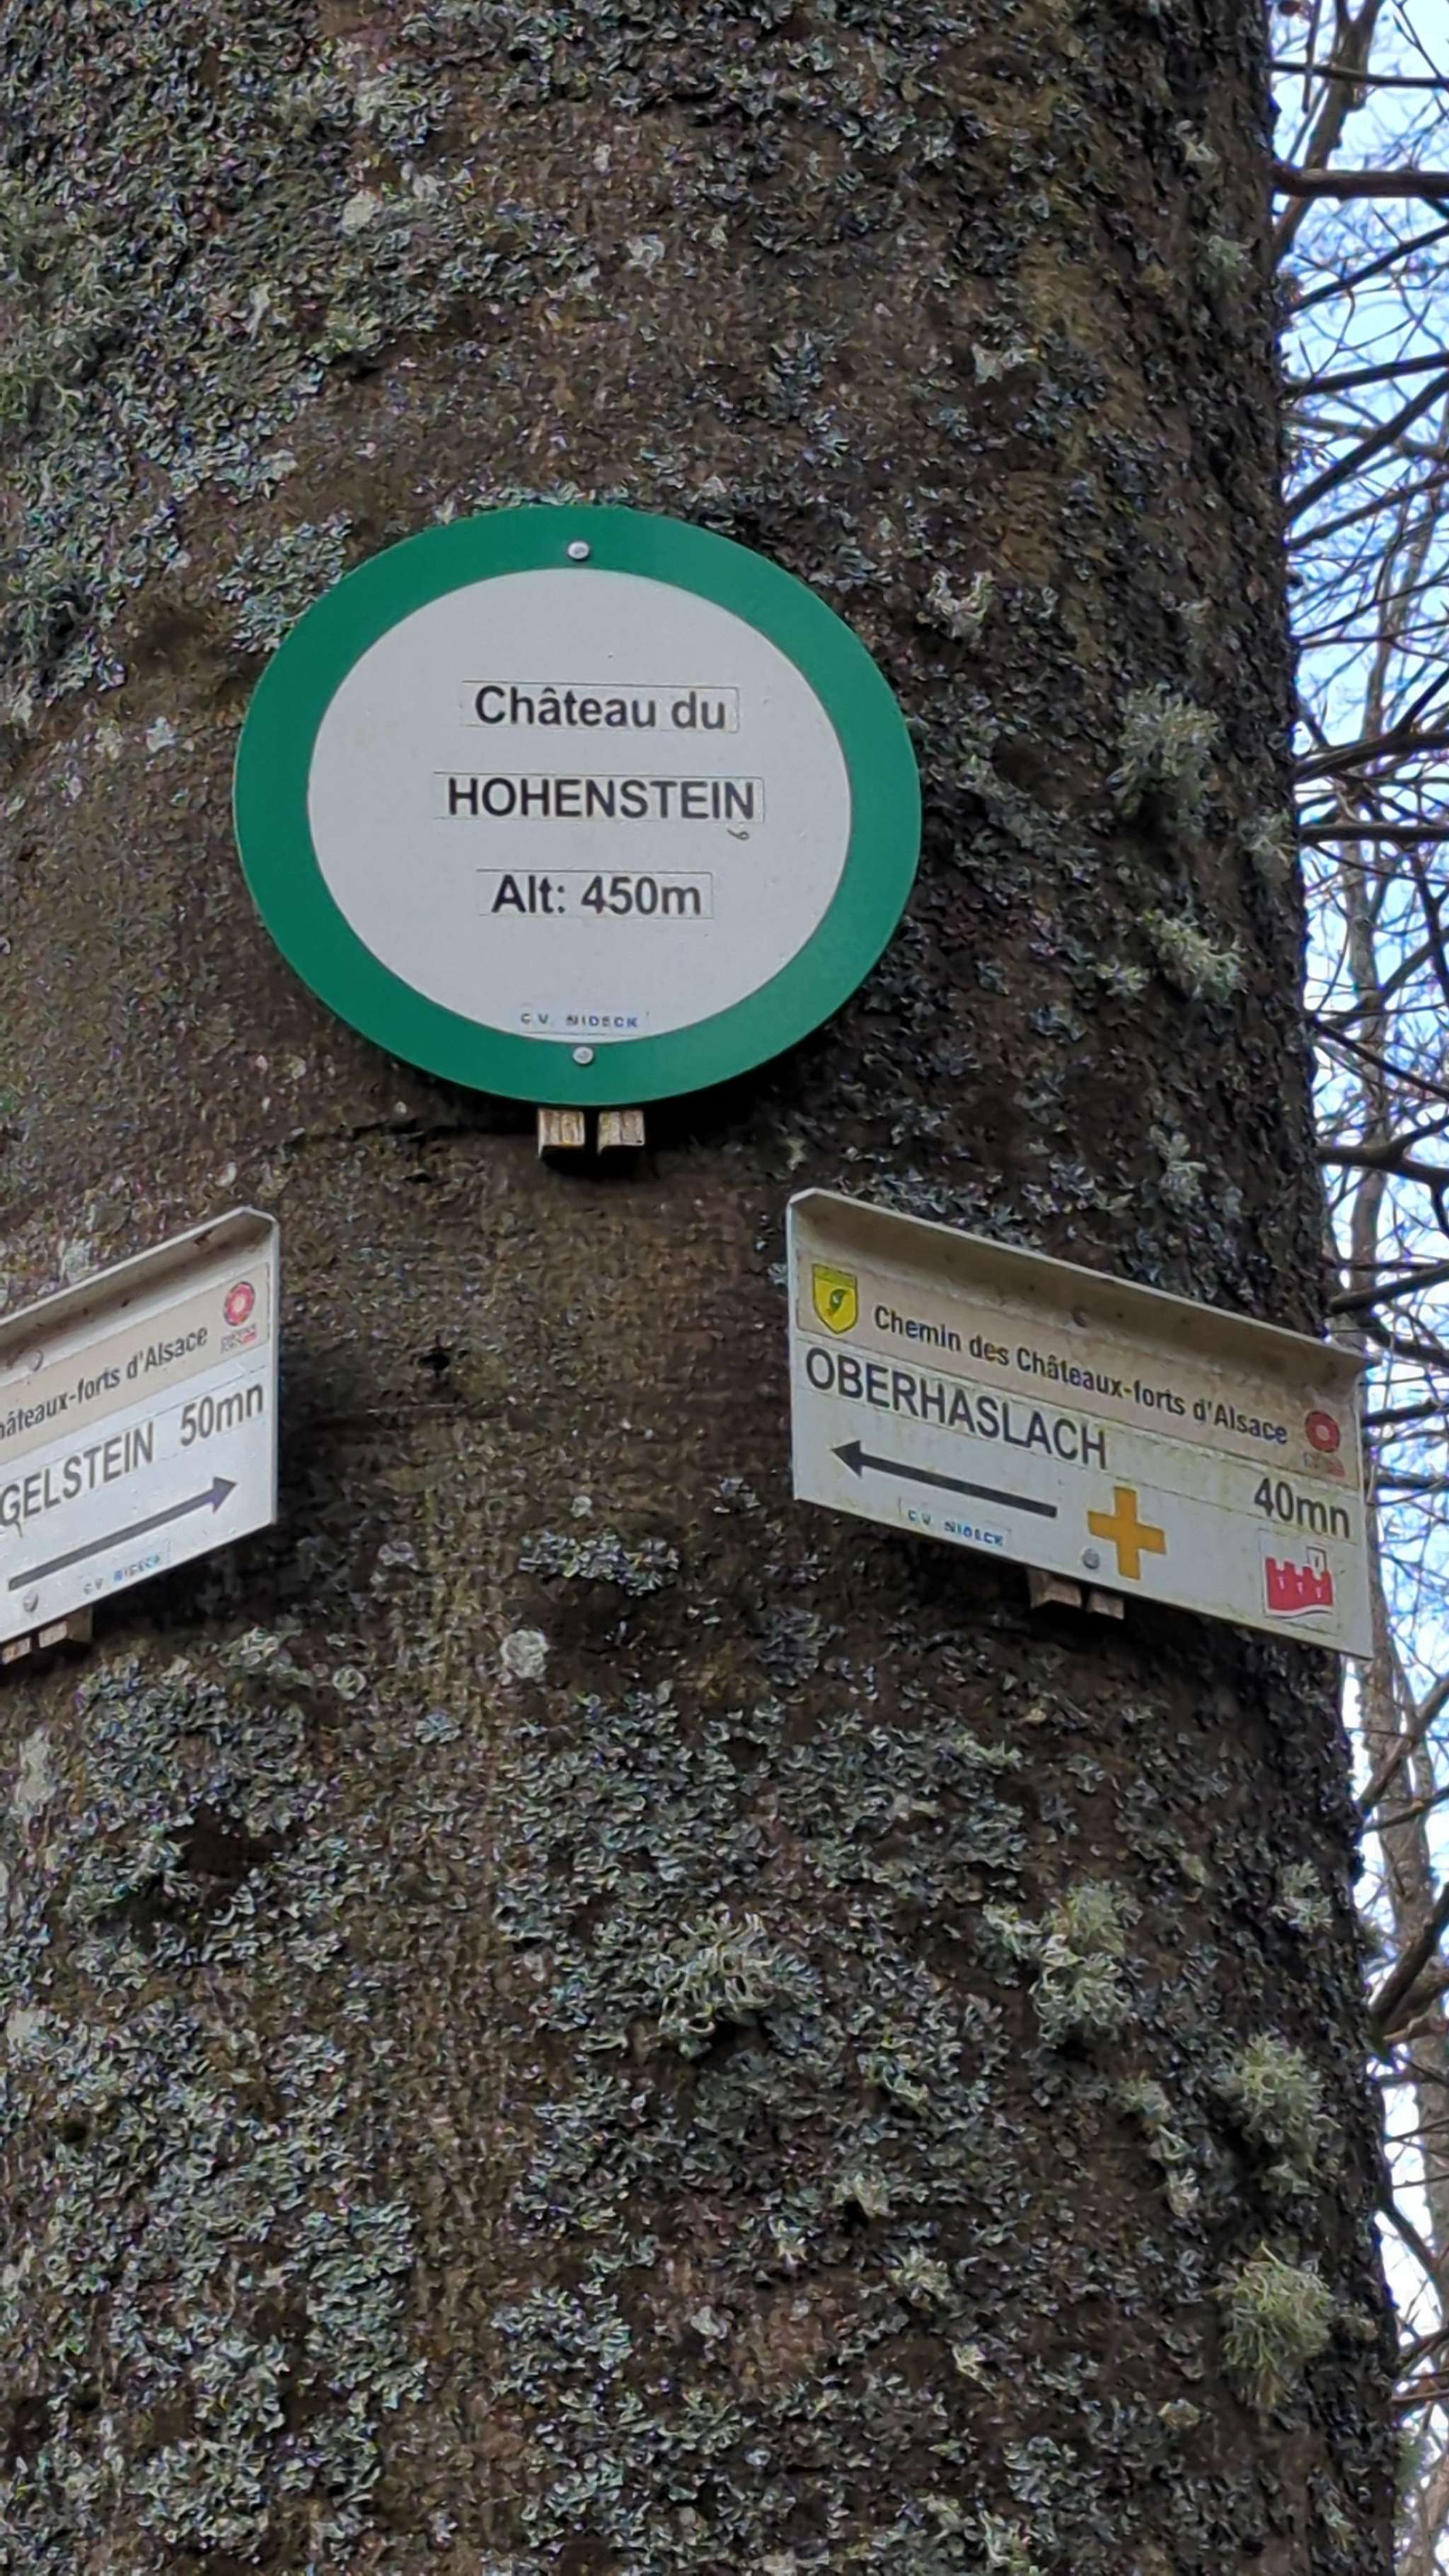 Château du
HOHENSTEIN
Alt: 450m
C.V. NIDECK
hâteaux-forts d'Alsace
GELSTEIN 50mn
C.V. NIDECK
Chemin des Châteaux-forts d'Alsace
OBERHASLACH
40mn
C.V. NIDECK